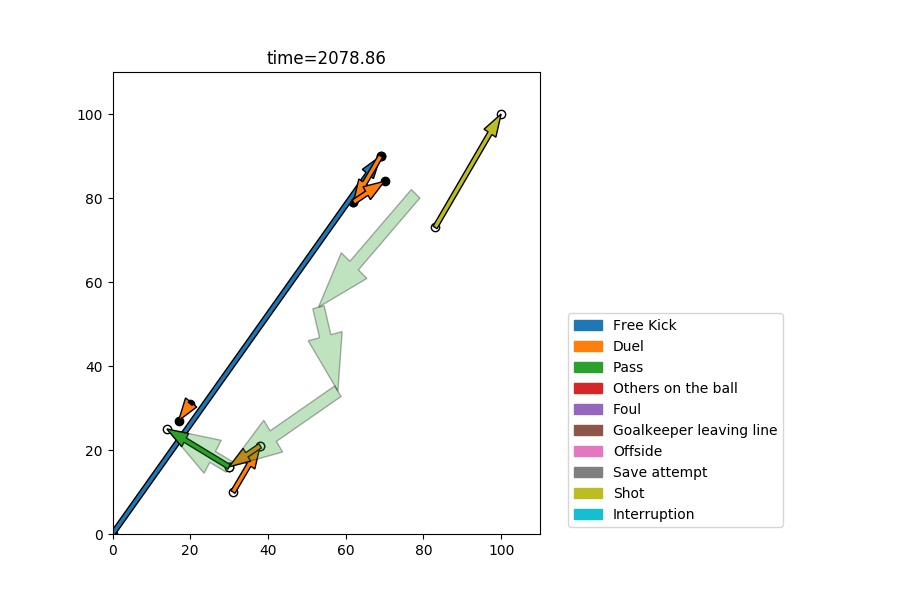 time=2078.86
100
80
60
40
20
0
0 20 40 60 80 100
Free Kick
Duel
Pass
Others on the ball
Foul
Goalkeeper leaving line
Offside
Save attempt
Shot
Interruption